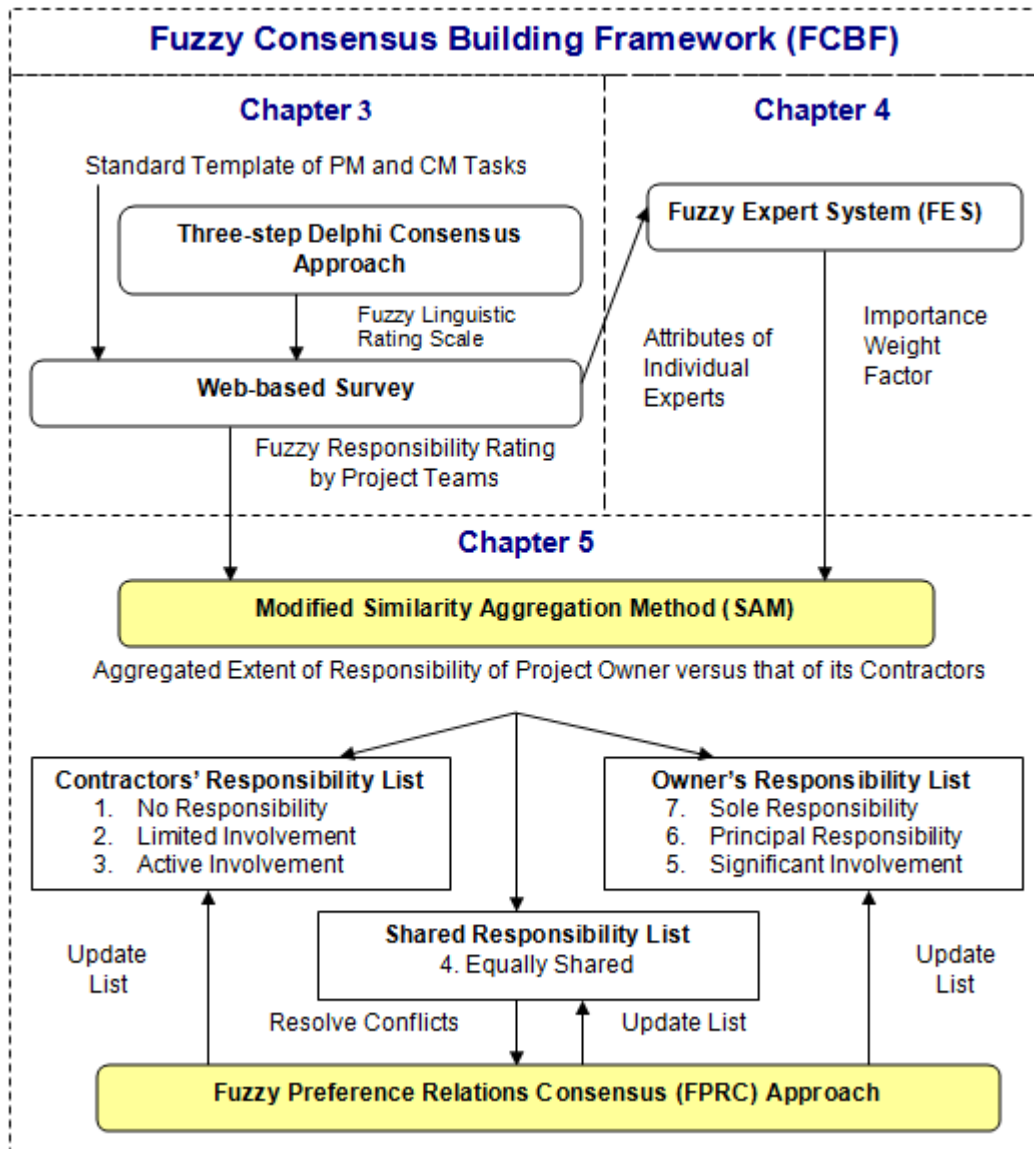 Fuzzy Consensus Building Framework (FCBF)
Chapter 3
Chapter 4
Standard Template of PM and CM Tasks
Three-step Delphi Consensus
Approach
Fuzzy Expert System (FES)
Fuzzy Linguistic
Rating Scale
Attributes of
Individual
Experts
Importance
Weight
Factor
Web-based Survey
Fuzzy Responsibility Rating
by Project Teams
Chapter 5
Modified Similarity Aggregation Method (SAM)
Aggregated Extent of Responsibility of Project Owner versus that of its Contractors
Contractors' Responsibility List
1. No Responsibility
2. Limited Involvement
3. Active Involvement
Owner's Responsibility List
7. Sole Responsibility
6. Principal Responsibility
5. Significant Involvement
Shared Responsibility List
4. Equally Shared
Update
List
Resolve Conflicts
Update List
Update
List
Fuzzy Preference Relations Consensus (FPRC) Approach